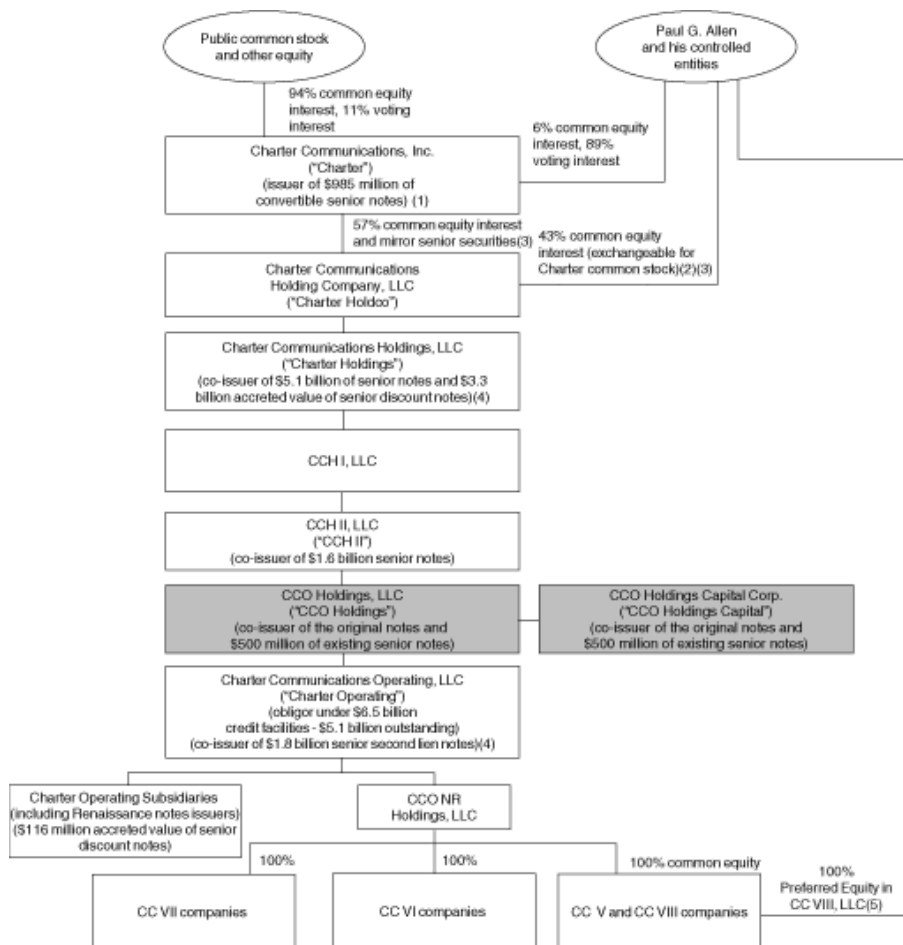 Public common stock
and other equity
Paul G. Allen
and his controlled
entities
94% common equity
interest, 11% voting
interest
6% common equity
interest, 89%
voting interest
Charter Communications, Inc.
("Charter")
(issuer of $985 million of
convertible senior notes) (1)
57% common equity interest
and mirror senior securities(3)
43% common equity
interest (exchangeable for
Charter common stock)(2)(3)
Charter Communications
Holding Company, LLC
("Charter Holdco")
Charter Communications Holdings, LLC
("Charter Holdings")
(co-issuer of $5.1 billion of senior notes and $3.3
billion accreted value of senior discount notes)(4)
CCH I, LLC
CCH II, LLC
("CCH II")
(co-issuer of $1.6 billion senior notes)
CCO Holdings, LLC
("CCO Holdings")
(co-issuer of the original notes and
$500 million of existing senior notes)
CCO Holdings Capital Corp.
("CCO Holdings Capital")
(co-issuer of the original notes and
$500 million of existing senior notes)
Charter Communications Operating, LLC
("Charter Operating")
(obligor under $6.5 billion
credit facilities - $5.1 billion outstanding)
(co-issuer of $1.8 billion senior second lien notes)(4)
Charter Operating Subsidiaries
(including Renaissance notes issuers)
($116 million accreted value of senior
discount notes)
CCO NR
Holdings, LLC
100%
100%
100% common equity
100%
Preferred Equity in
CC VIII, LLC(5)
CC VII companies
CC VI companies
CC V and CC VIII companies